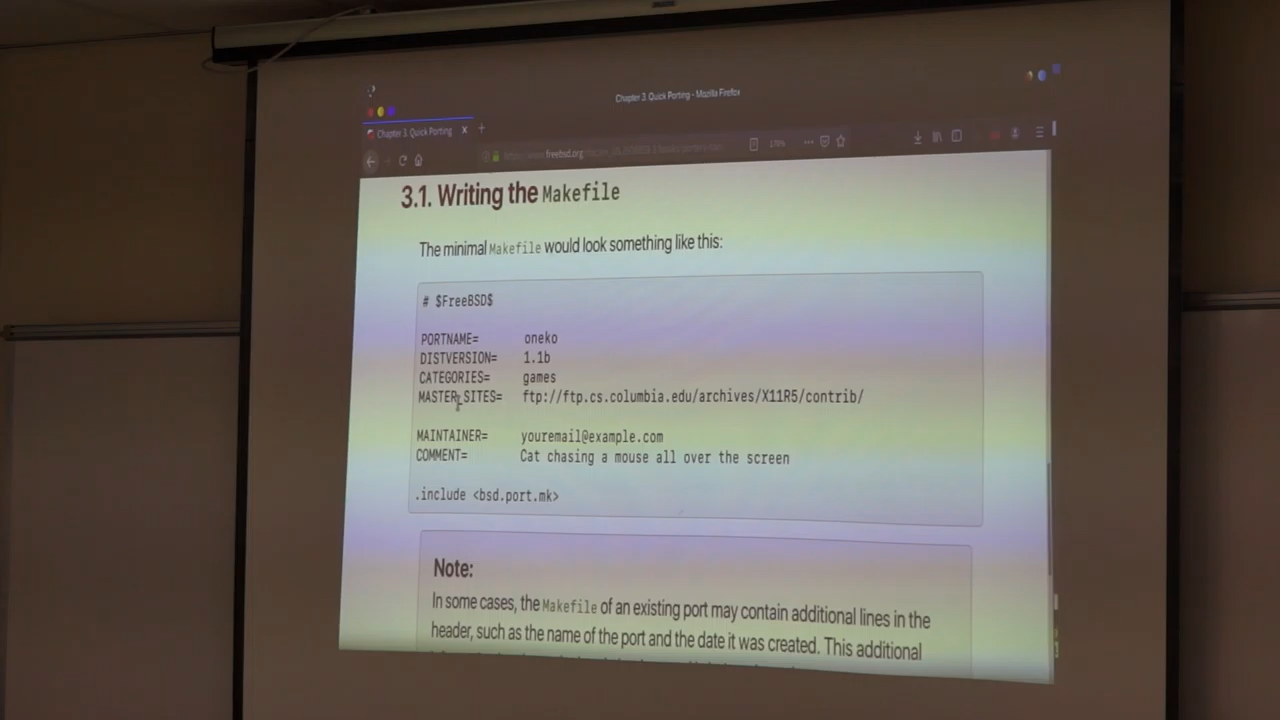 Chapter 3. Quick Porting - Mozilla Firefox
Chapter 3. Quick Porting
freebsd.org
170%
3.1. Writing the Makefile
The minimal Makefile would look something like this:
# $FreeBSD$
PORTNAME= oneko
DISTVERSION= 1.1b
CATEGORIES= games
MASTER_SITES= ftp://ftp.cs.columbia.edu/archives/X11R5/contrib/
MAINTAINER= youremail@example.com
COMMENT= Cat chasing a mouse all over the screen
.include <bsd.port.mk>
Note:
In some cases, the Makefile of an existing port may contain additional lines in the
header, such as the name of the port and the date it was created. This additional